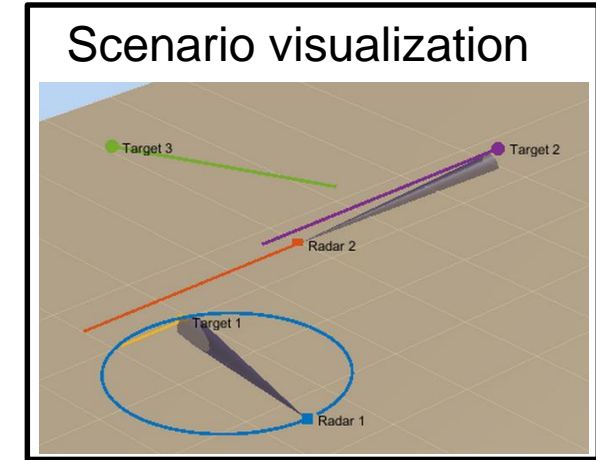 Scenario visualization
Target 3
Target 2
Radar 2
Target 1
Radar 1